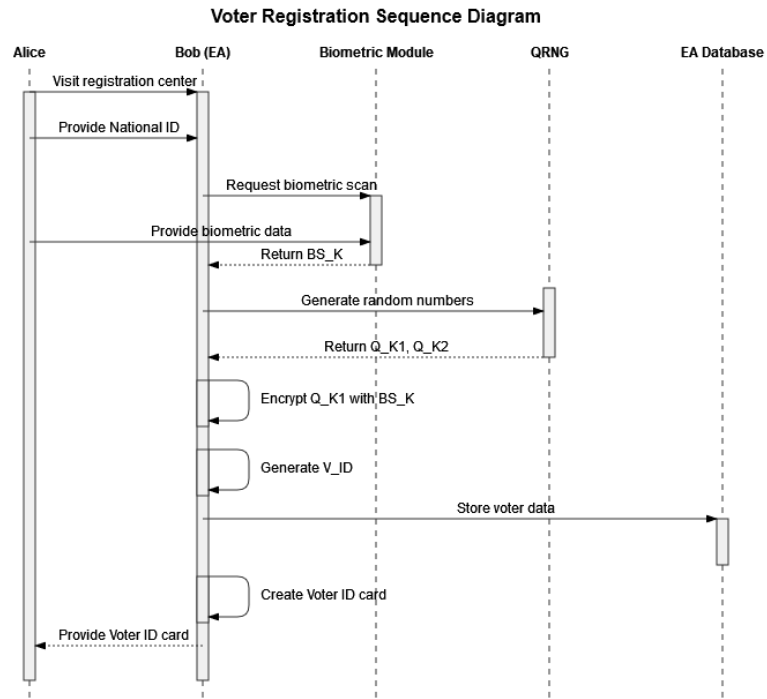 Voter Registration Sequence Diagram
Alice Bob (EA) Biometric Module QRNG EA Database
Visit registration center
Provide National ID
Request biometric scan
Provide biometric data
Return BS_K
Generate random numbers
Return Q_K1, Q_K2
Encrypt Q_K1 with BS_K
Generate V_ID
Store voter data
Create Voter ID card
Provide Voter ID card